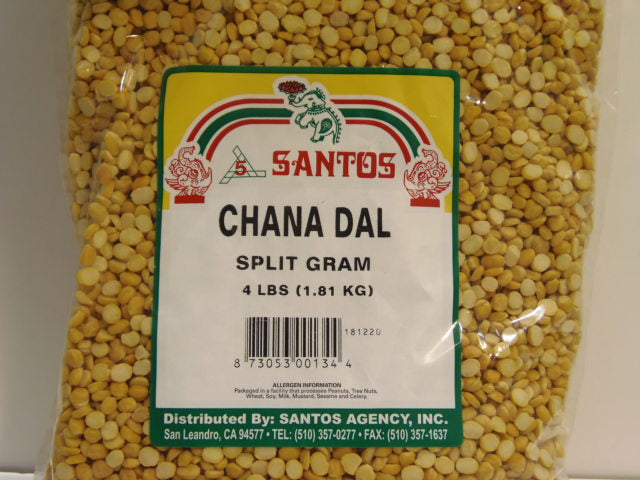 5 SANTOS
CHANA DAL
SPLIT GRAM
4 LBS (1.81 KG)
181220
8 73053 00134 4
ALLERGEN INFORMATION
Packaged in a facility that processes Peanuts, Tree Nuts,
Wheat, Soy, Milk, Mustard, Sesame and Celery.
Distributed By: SANTOS AGENCY, INC.
San Leandro, CA 94577 • TEL: (510) 357-0277 • FAX: (510) 357-1637